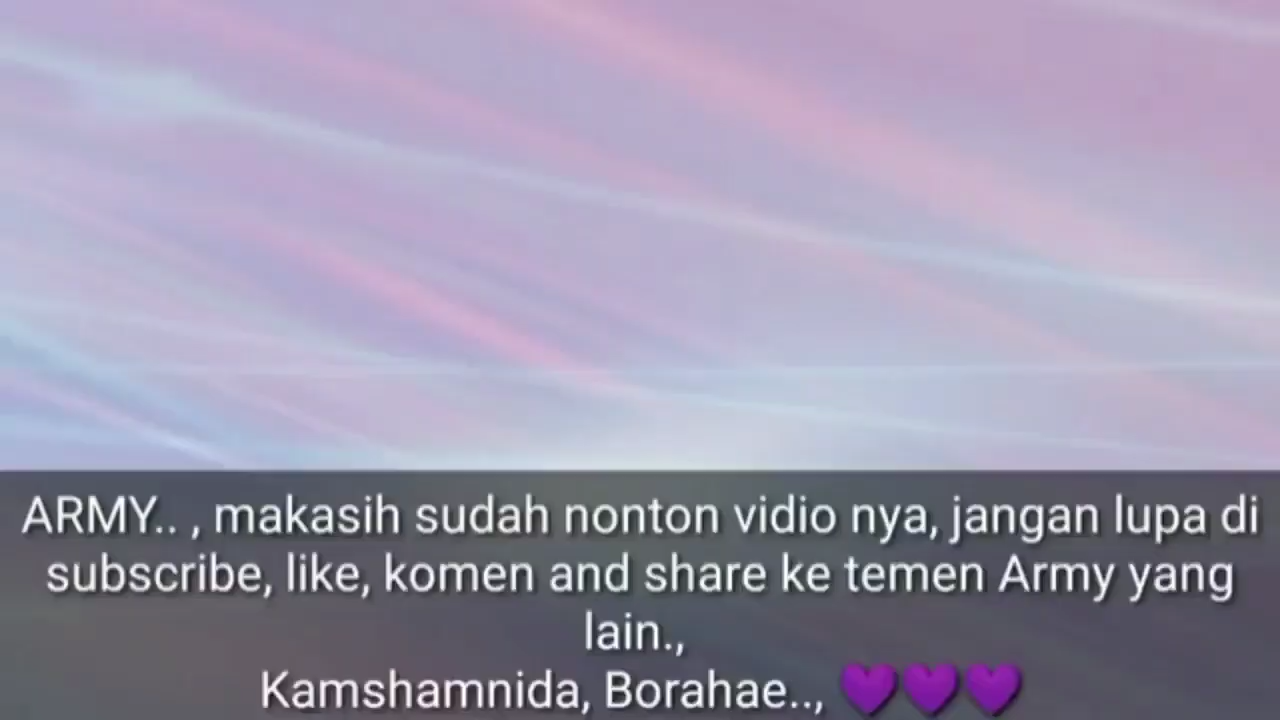 ARMY.. , makasih sudah nonton vidio nya, jangan lupa di
subscribe, like, komen and share ke temen Army yang
lain.,
Kamshamnida, Borahae.., 💜💜💜